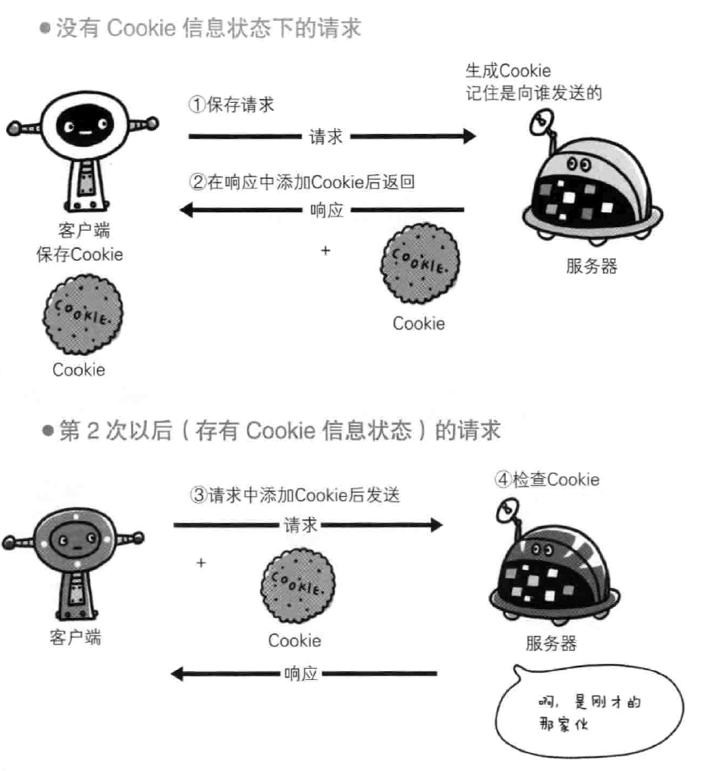 ●没有 Cookie 信息状态下的请求
生成Cookie
记住是向谁发送的
①保存请求
请求
②在响应中添加Cookie后返回
响应
+
客户端
保存Cookie
COOKIE.
Cookie
COOKIE.
Cookie
服务器
●第 2 次以后（存有 Cookie 信息状态）的请求
③请求中添加Cookie后发送
④检查Cookie
请求
+
COOKIE.
Cookie
客户端
服务器
响应
啊，是刚才的
那家伙